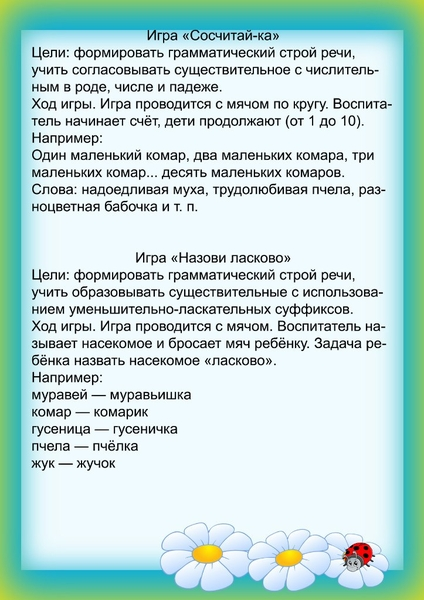 Игра «Сосчитай-ка»
Цели: формировать грамматический строй речи,
учить согласовывать существительное с числитель-
ным в роде, числе и падеже.
Ход игры. Игра проводится с мячом по кругу. Воспита-
тель начинает счёт, дети продолжают (от 1 до 10).
Например:
Один маленький комар, два маленьких комара, три
маленьких комар... десять маленьких комаров.
Слова: надоедливая муха, трудолюбивая пчела, раз-
ноцветная бабочка и т. п.
Игра «Назови ласково»
Цели: формировать грамматический строй речи,
учить образовывать существительные с использова-
нием уменьшительно-ласкательных суффиксов.
Ход игры. Игра проводится с мячом. Воспитатель на-
зывает насекомое и бросает мяч ребёнку. Задача ре-
бёнка назвать насекомое «ласково».
Например:
муравей — муравьишка
комар — комарик
гусеница — гусеничка
пчела — пчёлка
жук — жучок